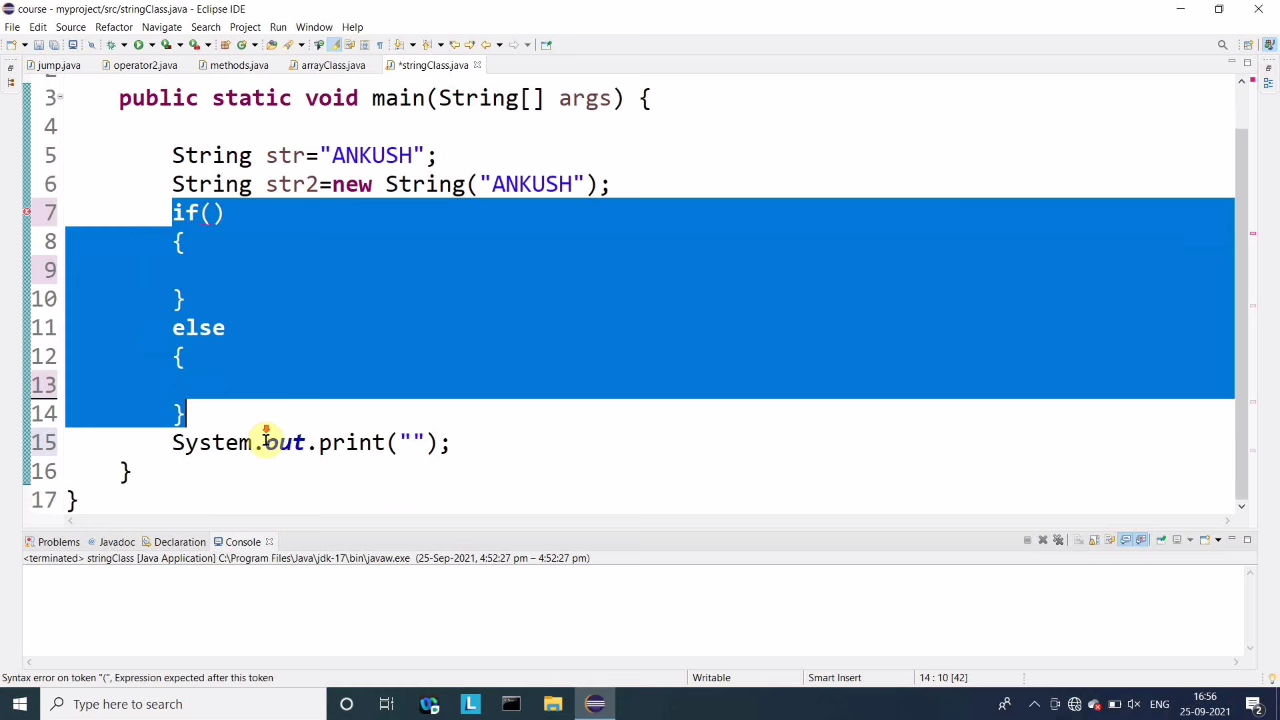 course - myproject/src/stringClass.java - Eclipse IDE
File Edit Source Refactor Navigate Search Project Run Window Help
jump.java operator2.java methods.java arrayClass.java *stringClass.java
3 public static void main(String[] args) {
4
5 String str="ANKUSH";
6 String str2=new String("ANKUSH");
7 if()
8 {
9
10 }
11 else
12 {
13
14 }
15 System.out.print("");
16 }
17 }
Problems Javadoc Declaration Console
<terminated> stringClass [Java Application] C:\Program Files\Java\jdk-17\bin\javaw.exe (25-Sep-2021, 4:52:27 pm – 4:52:27 pm)
Syntax error on token "(", Expression expected after this token Writable Smart Insert 14 : 10 [42]
Type here to search L ENG 16:56
25-09-2021 2